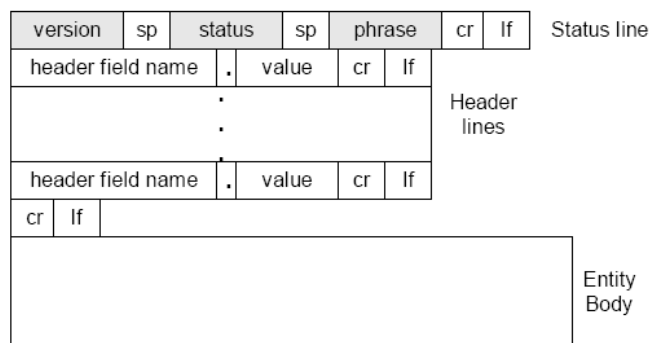 version sp status sp phrase cr lf Status line
header field name . value cr lf
.
.
.
Header
lines
header field name . value cr lf
cr lf
Entity
Body